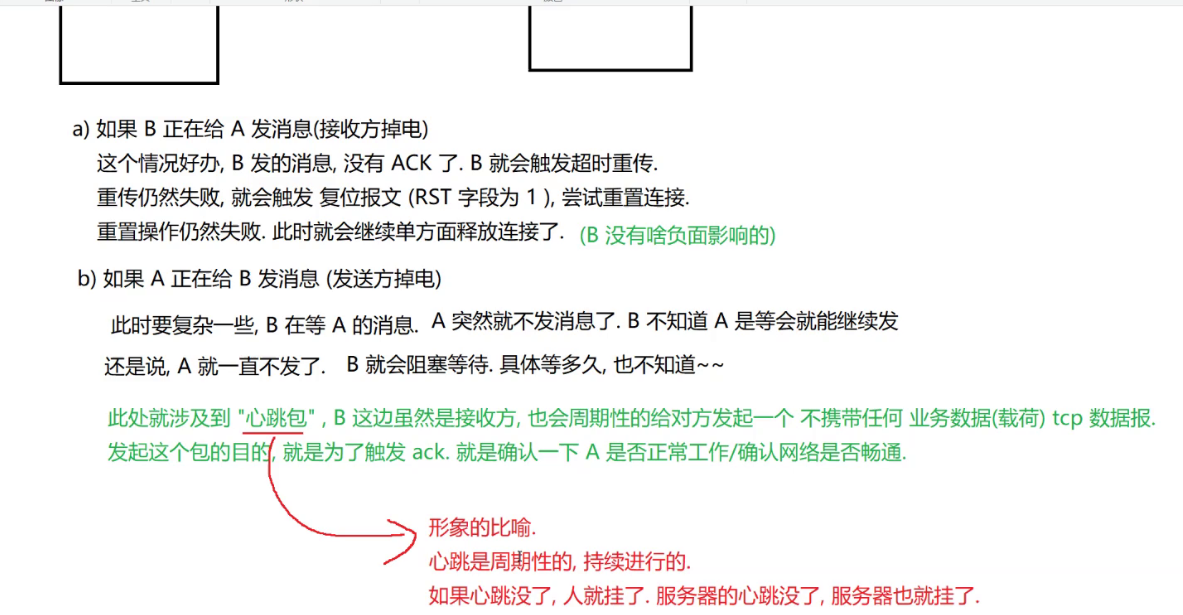 a) 如果 B 正在给 A 发消息(接收方掉电)
这个情况好办, B 发的消息, 没有 ACK 了. B 就会触发超时重传.
重传仍然失败, 就会触发 复位报文 (RST 字段为 1 ), 尝试重置连接.
重置操作仍然失败. 此时就会继续单方面释放连接了. (B 没有啥负面影响的)
b) 如果 A 正在给 B 发消息 (发送方掉电)
此时要复杂一些, B 在等 A 的消息. A 突然就不发消息了. B 不知道 A 是等会就能继续发
还是说, A 就一直不发了. B 就会阻塞等待. 具体等多久, 也不知道~~
此处就涉及到 "心跳包" , B 这边虽然是接收方, 也会周期性的给对方发起一个 不携带任何 业务数据(载荷) tcp 数据报.
发起这个包的目的, 就是为了触发 ack. 就是确认一下 A 是否正常工作/确认网络是否畅通.
形象的比喻.
心跳是周期性的, 持续进行的.
如果心跳没了, 人就挂了. 服务器的心跳没了, 服务器也就挂了.